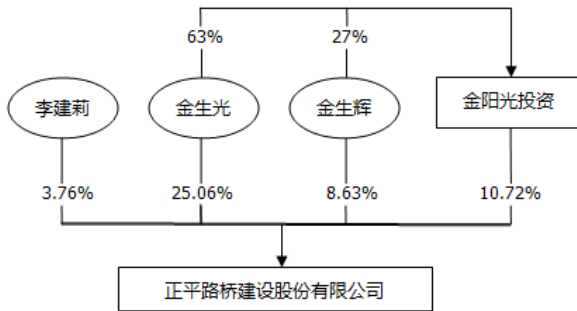 63%
27%
李建莉
金生光
金生辉
金阳光投资
3.76%
25.06%
8.63%
10.72%
正平路桥建设股份有限公司